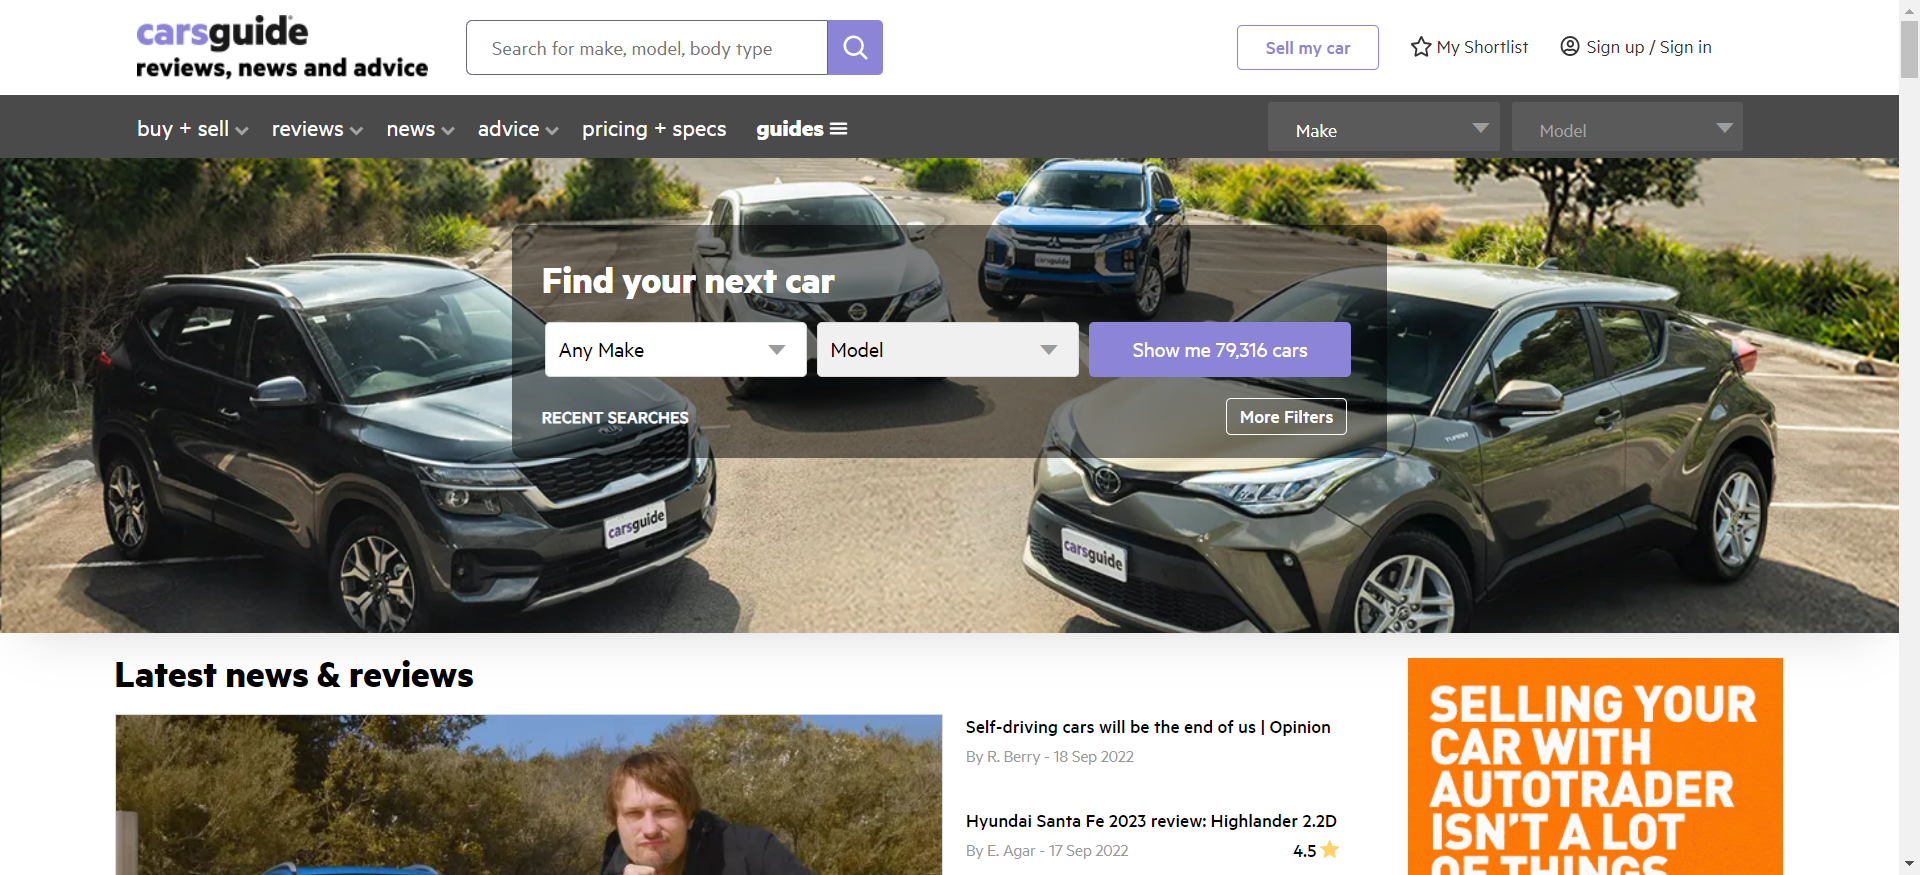 carsguide
reviews, news and advice
Search for make, model, body type
Sell my car
My Shortlist
Sign up / Sign in
buy + sell
reviews
news
advice
pricing + specs
guides
Make
Model
Find your next car
Any Make
Model
Show me 79,316 cars
RECENT SEARCHES
More Filters
carsguide
carsguide
carsguide
Latest news & reviews
Self-driving cars will be the end of us | Opinion
By R. Berry - 18 Sep 2022
Hyundai Santa Fe 2023 review: Highlander 2.2D
By E. Agar - 17 Sep 2022
4.5
SELLING YOUR
CAR WITH
AUTOTRADER
ISN'T A LOT
OF THINGS